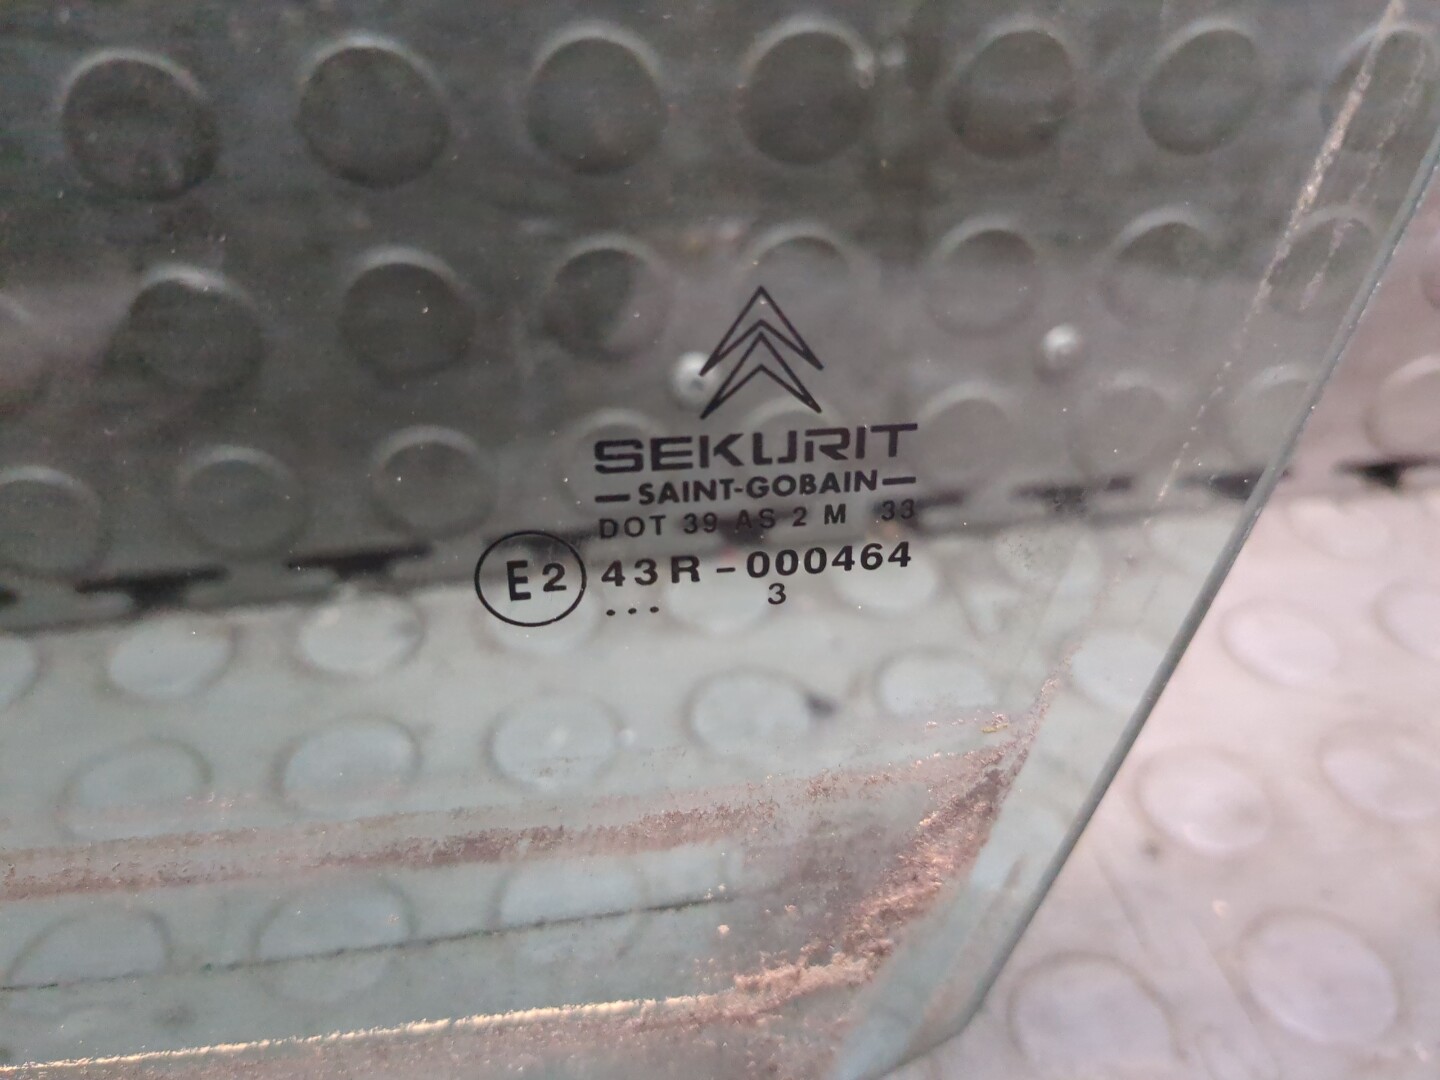 SEKURIT
—SAINT-GOBAIN—
DOT 39 AS 2 M 33
E2 43R-000464
... 3